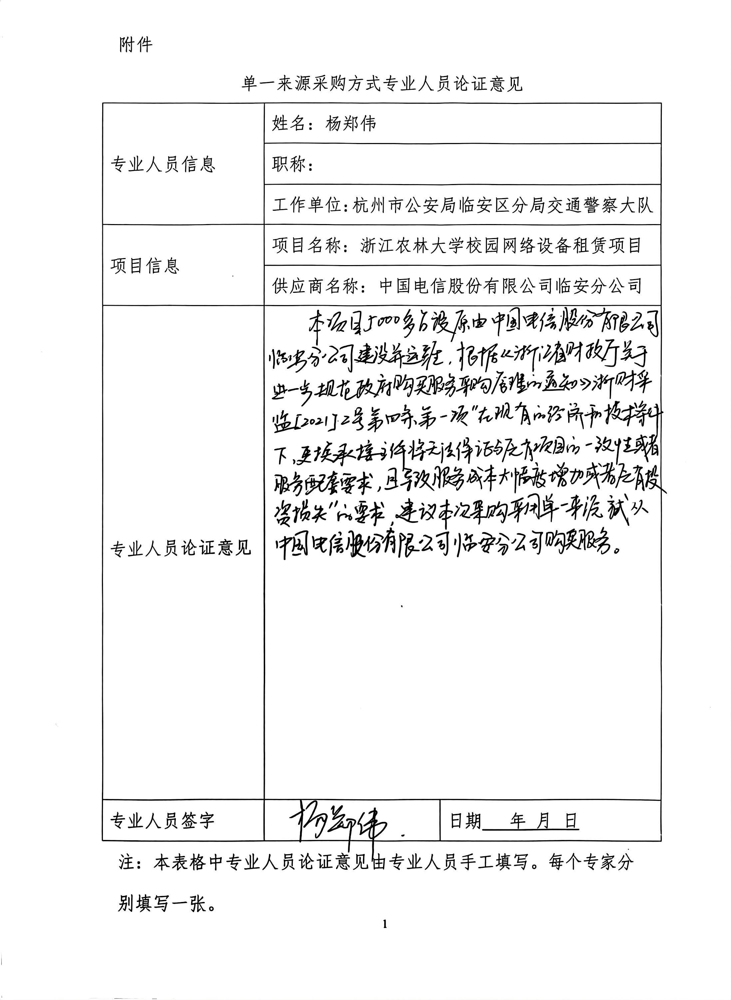 附件
单一来源采购方式专业人员论证意见
专业人员信息
姓名：杨郑伟
职称：
工作单位：杭州市公安局临安区分局交通警察大队
项目信息
项目名称：浙江农林大学校园网络设备租赁项目
供应商名称：中国电信股份有限公司临安分公司
专业人员论证意见
本项目5000多台设原由中国电信股份有限公司
临安分公司建设并运维，根据《浙江省财政厅关于
进一步规范政府购买服务采购管理的通知》浙财采
监[2021]2号第四条第一项“在现有的经济和技术条件
下，更换承接主体将无法保证与原有项目的一致性或者
服务配套要求，且导致服务成本大幅度增加或者原有投
资损失”的要求，建议本次采购采用单一来源 式从
中国电信股份有限公司临安分公司购买服务。
专业人员签字
杨郑伟
日期 年 月 日
注：本表格中专业人员论证意见由专业人员手工填写。每个专家分
别填写一张。
1